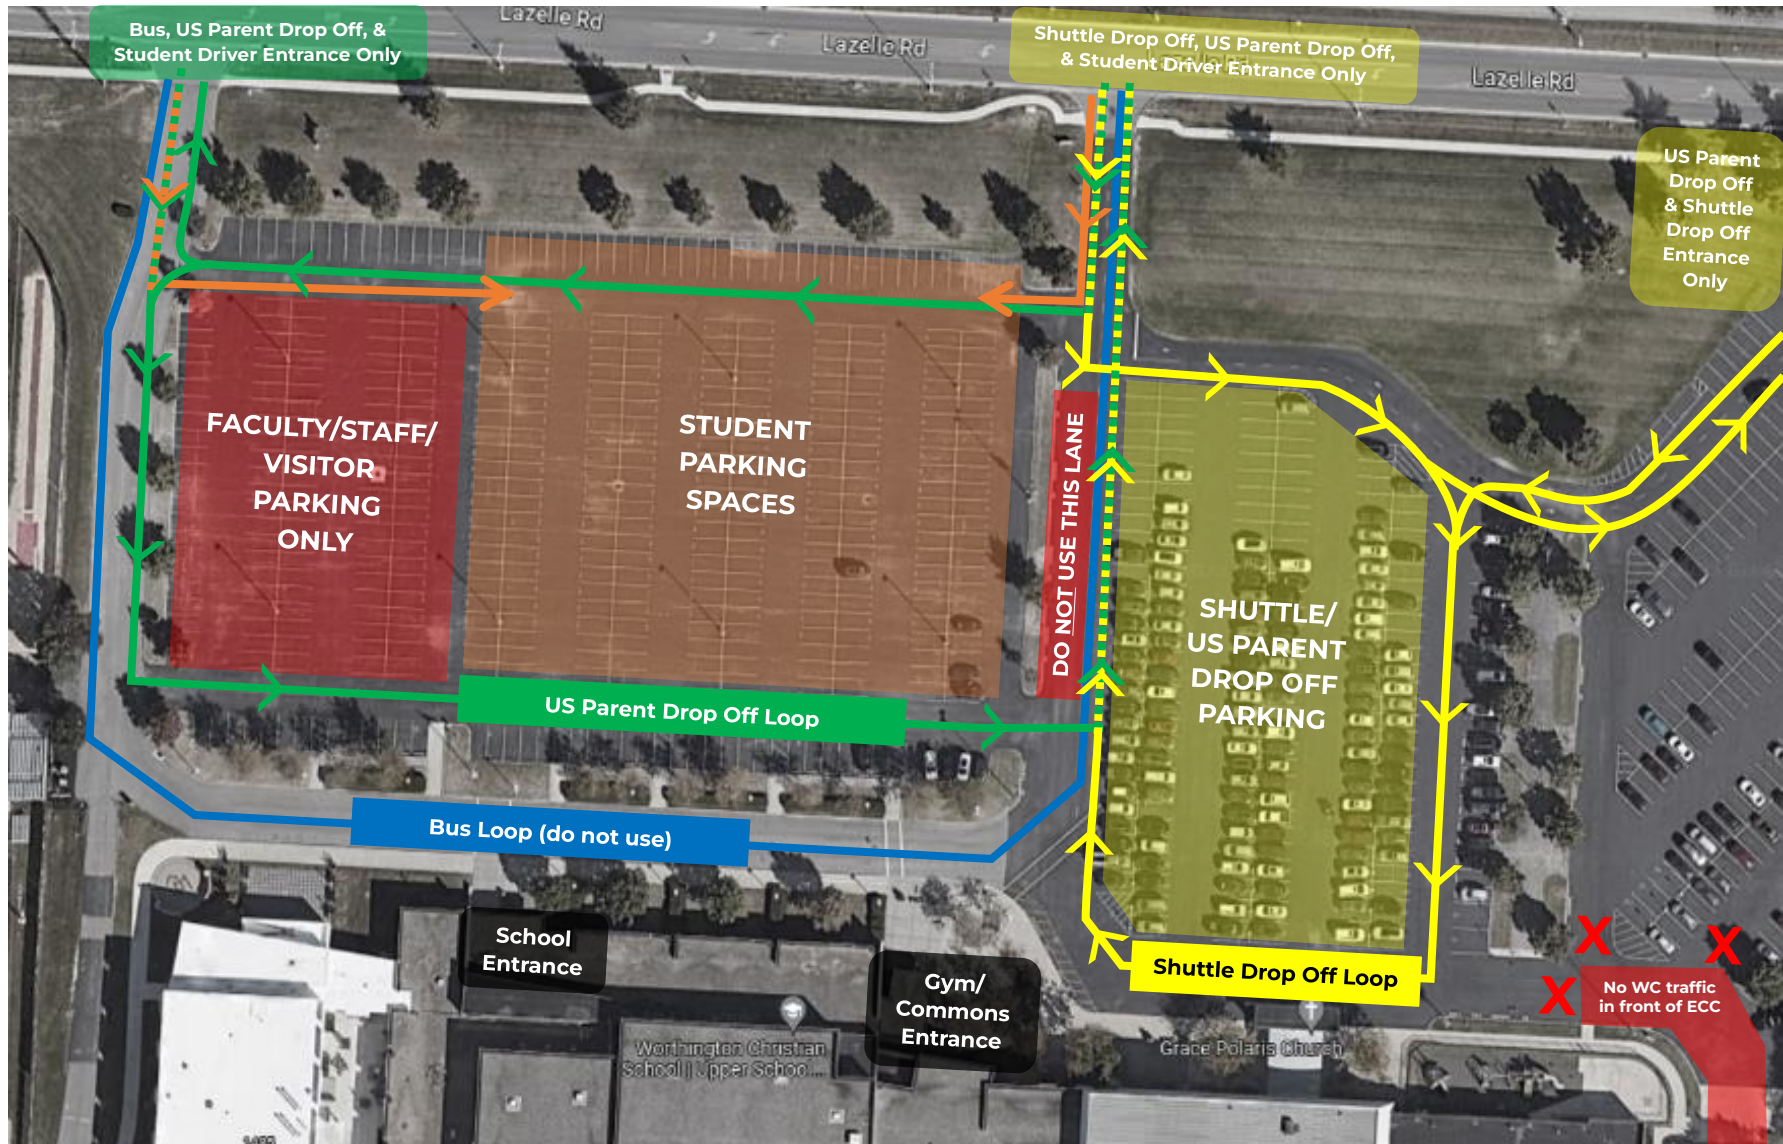 Lazelle Rd
Bus, US Parent Drop Off, &
Student Driver Entrance Only
Lazelle Rd
Shuttle Drop Off, US Parent Drop Off,
& Student Driver Entrance Only
Lazelle Rd
US Parent
Drop Off
& Shuttle
Drop Off
Entrance
Only
FACULTY/STAFF/
VISITOR
PARKING
ONLY
STUDENT
PARKING
SPACES
DO NOT USE THIS LANE
SHUTTLE/
US PARENT
DROP OFF
PARKING
US Parent Drop Off Loop
Bus Loop (do not use)
School
Entrance
Gym/
Commons
Entrance
Shuttle Drop Off Loop
X
X
X
No WC traffic
in front of ECC
Worthington Christian
School | Upper Schoo...
Grace Polaris Church